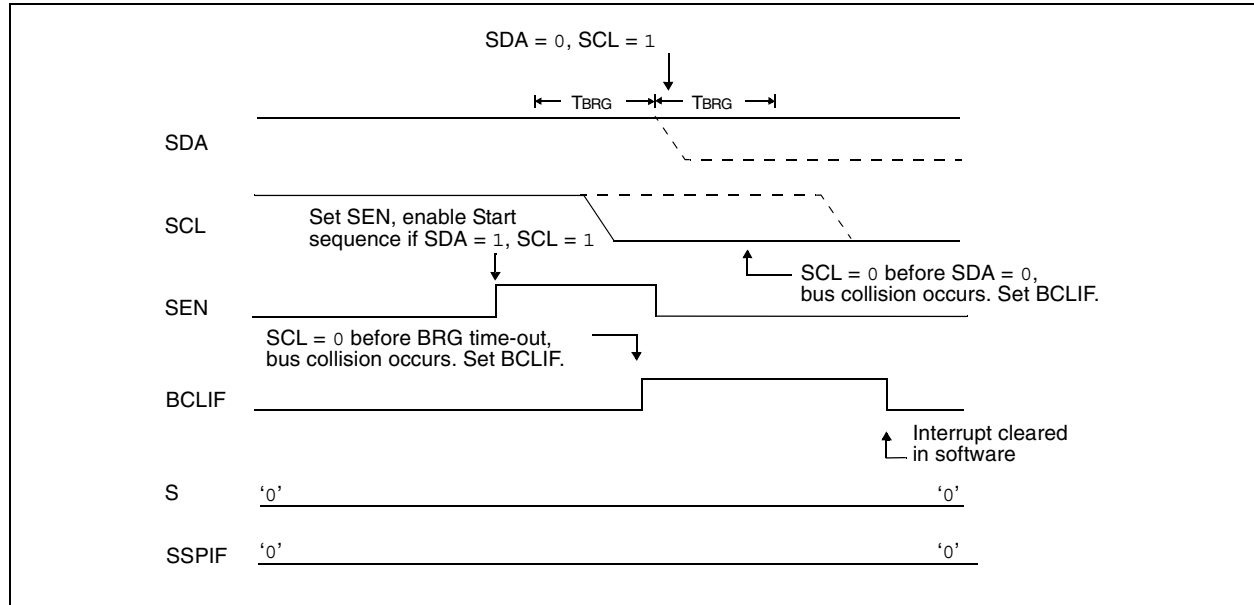 SDA = 0, SCL = 1
TBRG TBRG
SDA
SCL
Set SEN, enable Start
sequence if SDA = 1, SCL = 1
SCL = 0 before SDA = 0,
bus collision occurs. Set BCLIF.
SEN
SCL = 0 before BRG time-out,
bus collision occurs. Set BCLIF.
BCLIF
Interrupt cleared
in software
S
‘0’ ‘0’
SSPIF
‘0’ ‘0’